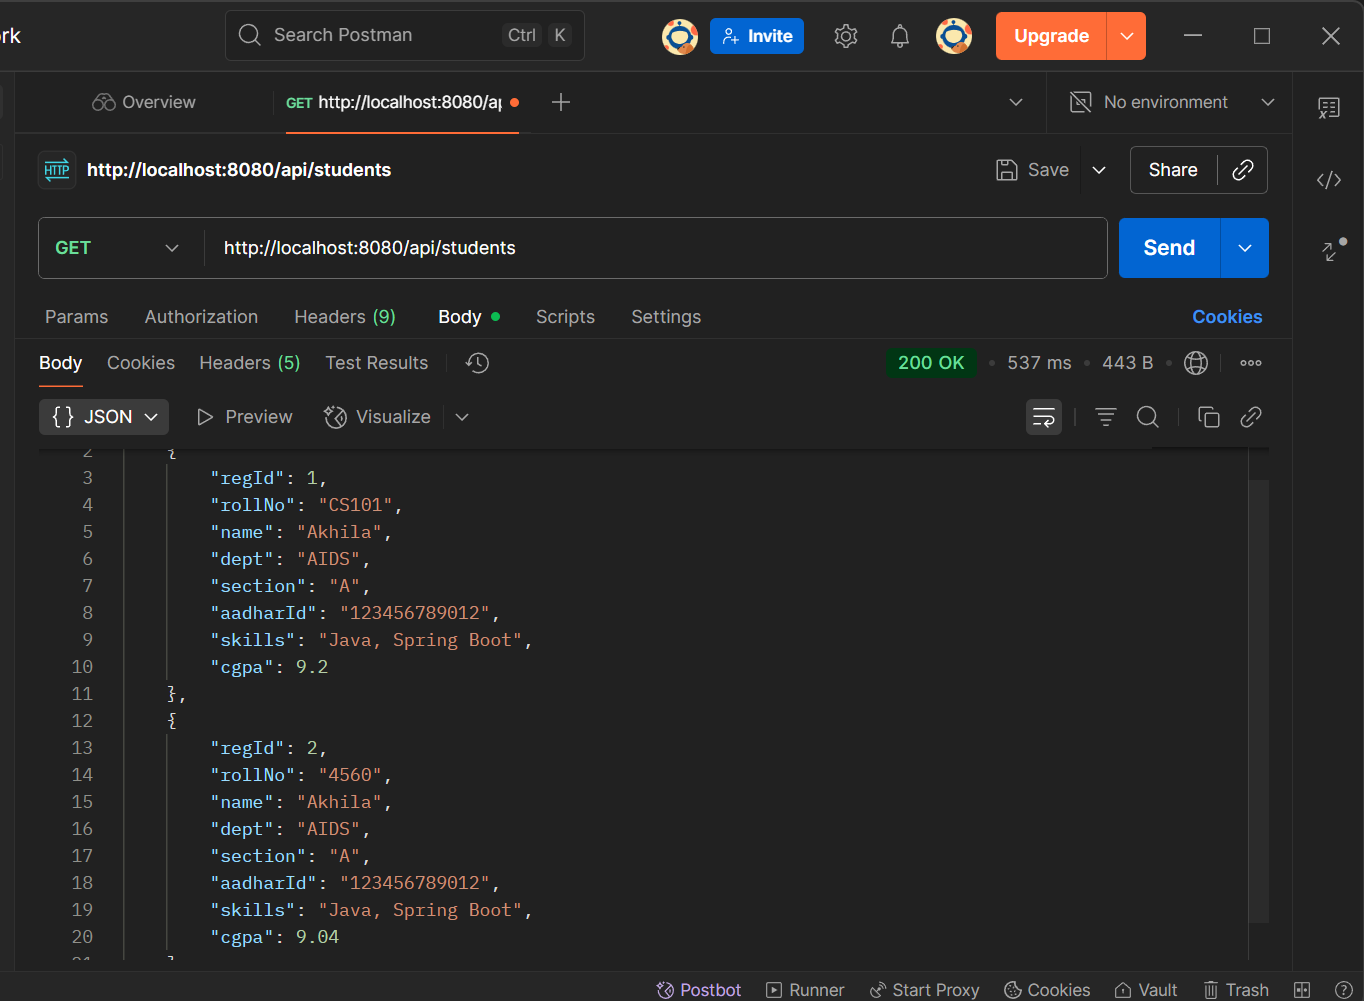 rk
Search Postman Ctrl K Invite Upgrade
Overview GET http://localhost:8080/ap No environment
HTTP http://localhost:8080/api/students Save Share
GET http://localhost:8080/api/students Send
Params Authorization Headers (9) Body Scripts Settings Cookies
Body Cookies Headers (5) Test Results 200 OK 537 ms 443 B
{} JSON Preview Visualize
2 {
3 "regId": 1,
4 "rollNo": "CS101",
5 "name": "Akhila",
6 "dept": "AIDS",
7 "section": "A",
8 "aadharId": "123456789012",
9 "skills": "Java, Spring Boot",
10 "cgpa": 9.2
11 },
12 {
13 "regId": 2,
14 "rollNo": "4560",
15 "name": "Akhila",
16 "dept": "AIDS",
17 "section": "A",
18 "aadharId": "123456789012",
19 "skills": "Java, Spring Boot",
20 "cgpa": 9.04
Postbot Runner Start Proxy Cookies Vault Trash